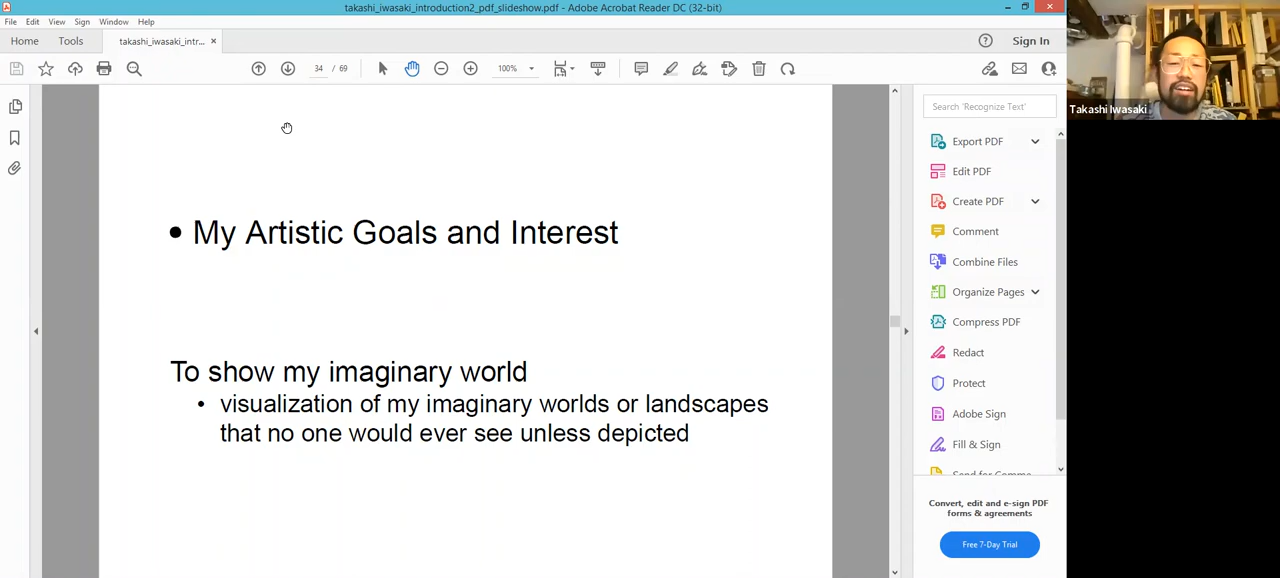 takashi_iwasaki_introduction2_pdf_slideshow.pdf - Adobe Acrobat Reader DC (32-bit)
File Edit View Sign Window Help
Home Tools takashi_iwasaki_intr... × Sign In
34 / 69 100%
Takashi Iwasaki
Search 'Recognize Text'
Export PDF
Edit PDF
Create PDF
Comment
Combine Files
Organize Pages
Compress PDF
Redact
Protect
Adobe Sign
Fill & Sign
Send for Comme
Convert, edit and e-sign PDF
forms & agreements
Free 7-Day Trial
• My Artistic Goals and Interest
To show my imaginary world
• visualization of my imaginary worlds or landscapes
that no one would ever see unless depicted